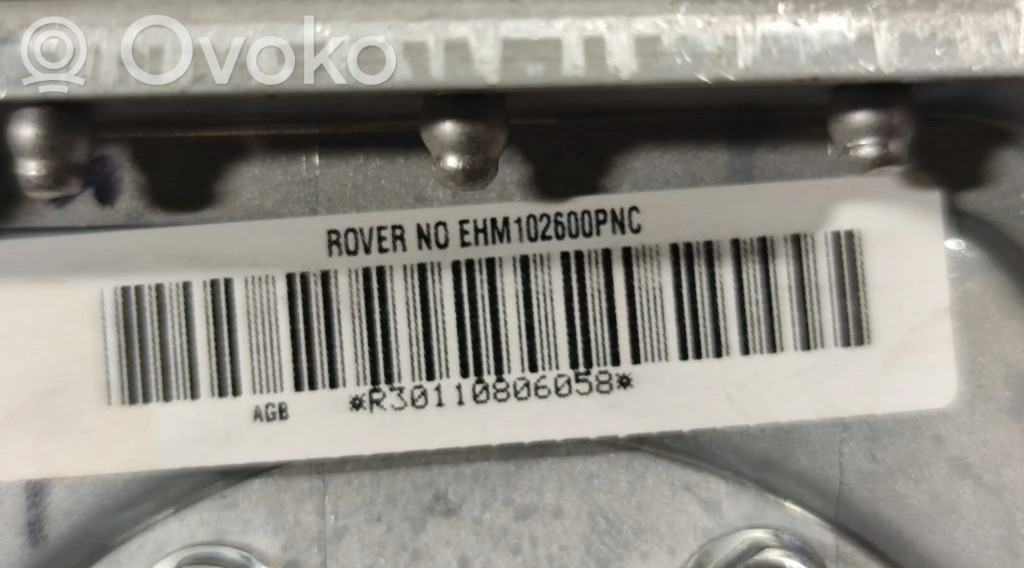 Ovoko
ROVER NO EHM102600PNC
AGB *R30110806058*